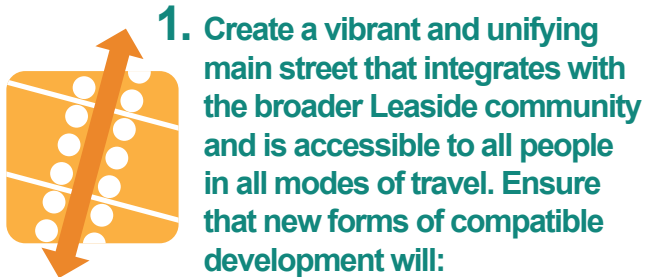 1. Create a vibrant and unifying
main street that integrates with
the broader Leaside community
and is accessible to all people
in all modes of travel. Ensure
that new forms of compatible
development will: